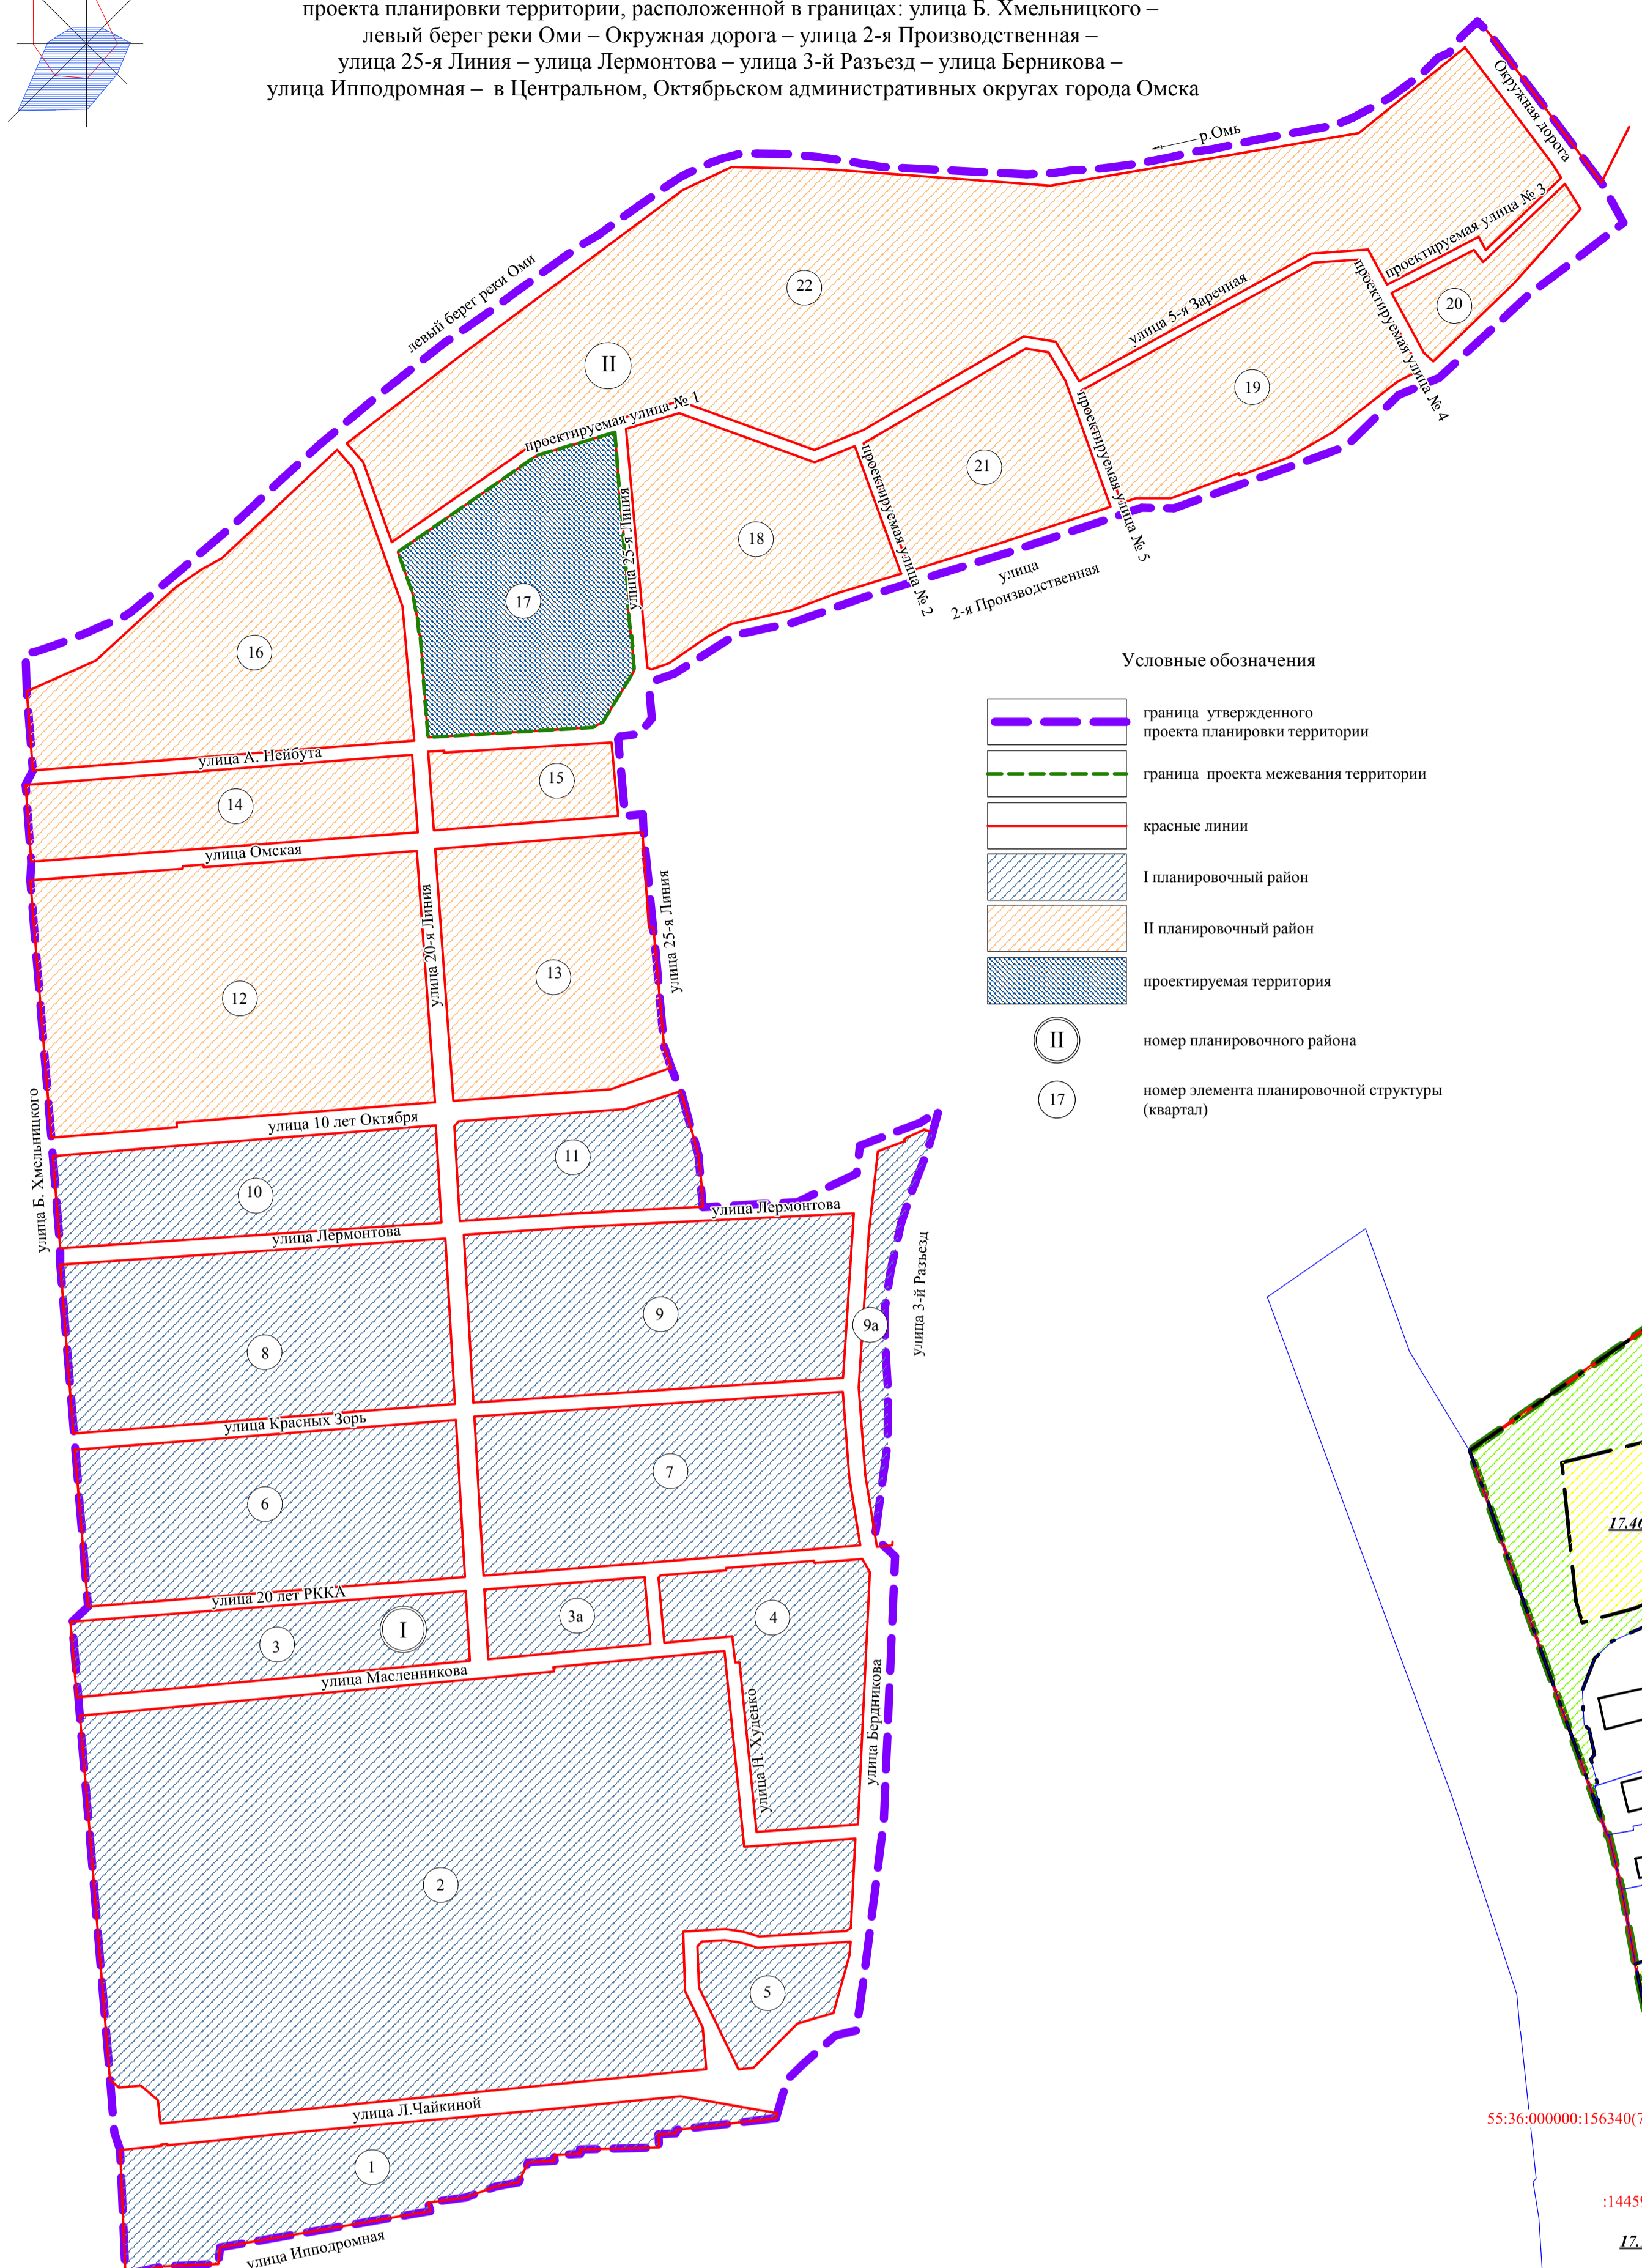 проекта планировки территории, расположенной в границах: улица Б. Хмельницкого –
левый берег реки Оми – Окружная дорога – улица 2-я Производственная –
улица 25-я Линия – улица Лермонтова – улица 3-й Разъезд – улица Берникова –
улица Ипподромная – в Центральном, Октябрьском административных округах города Омска
Окружная дорога
р.Омь
проектируемая улица № 3
левый берег реки Оми
22
улица 5-я Заречная
проектируемая улица № 4
20
II
19
проектируемая улица № 1
проектируемая улица № 5
21
проектируемая улица № 2
улица 25-я Линия
18
улица
2-я Производственная
17
16
улица А. Нейбута
15
14
улица Омская
улица 20-я Линия
улица 25-я Линия
13
12
Условные обозначения
граница утвержденного
проекта планировки территории
граница проекта межевания территории
красные линии
I планировочный район
II планировочный район
проектируемая территория
II
номер планировочного района
17
номер элемента планировочной структуры
(квартал)
улица Б. Хмельницкого
улица 10 лет Октября
11
10
улица Лермонтова
улица Лермонтова
улица 3-й Разъезд
9
9а
8
улица Красных Зорь
7
6
улица 20 лет РККА
3а
4
3
I
улица Масленникова
улица Н. Худенко
улица Бердникова
2
5
улица Л.Чайкиной
1
улица Ипподромная
17.4
55:36:000000:156340(7
:1445
17.